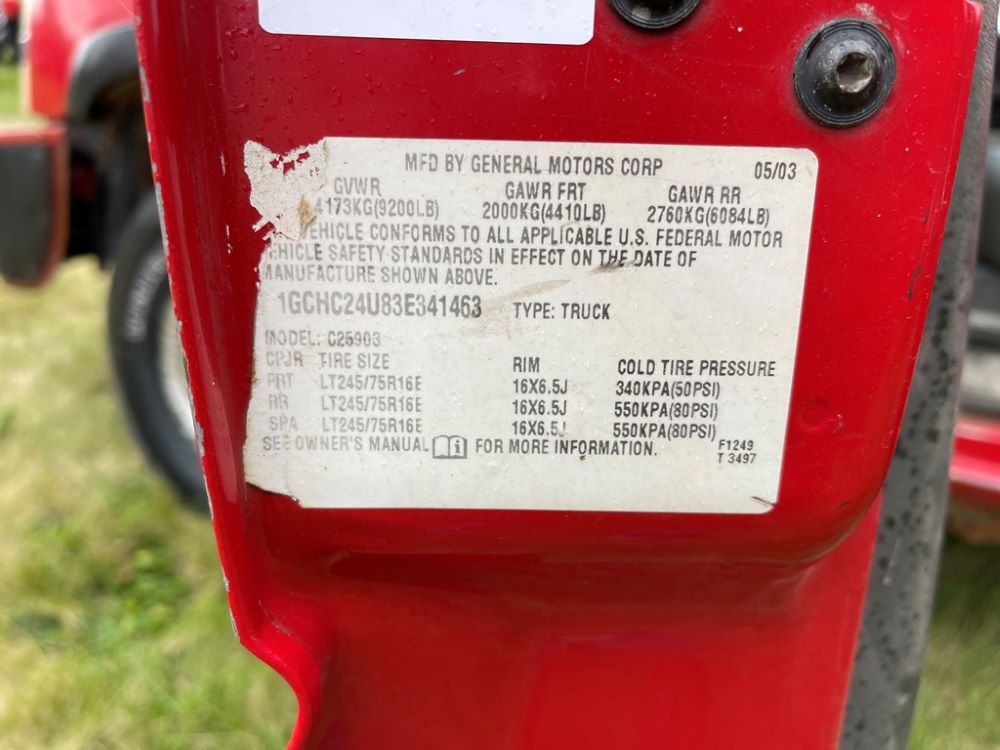 MFD BY GENERAL MOTORS CORP 05/03
GVWR GAWR FRT GAWR RR
4173KG(9200LB) 2000KG(4410LB) 2760KG(6084LB)
VEHICLE CONFORMS TO ALL APPLICABLE U.S. FEDERAL MOTOR
VEHICLE SAFETY STANDARDS IN EFFECT ON THE DATE OF
MANUFACTURE SHOWN ABOVE.
1GCHC24U83E341463 TYPE: TRUCK
MODEL: C25903
CPJR TIRE SIZE RIM COLD TIRE PRESSURE
FRT LT245/75R16E 16X6.5J 340KPA(50PSI)
RR LT245/75R16E 16X6.5J 550KPA(80PSI)
SPA LT245/75R16E 16X6.5J 550KPA(80PSI)
SEE OWNER'S MANUAL FOR MORE INFORMATION.
F1249
T3497